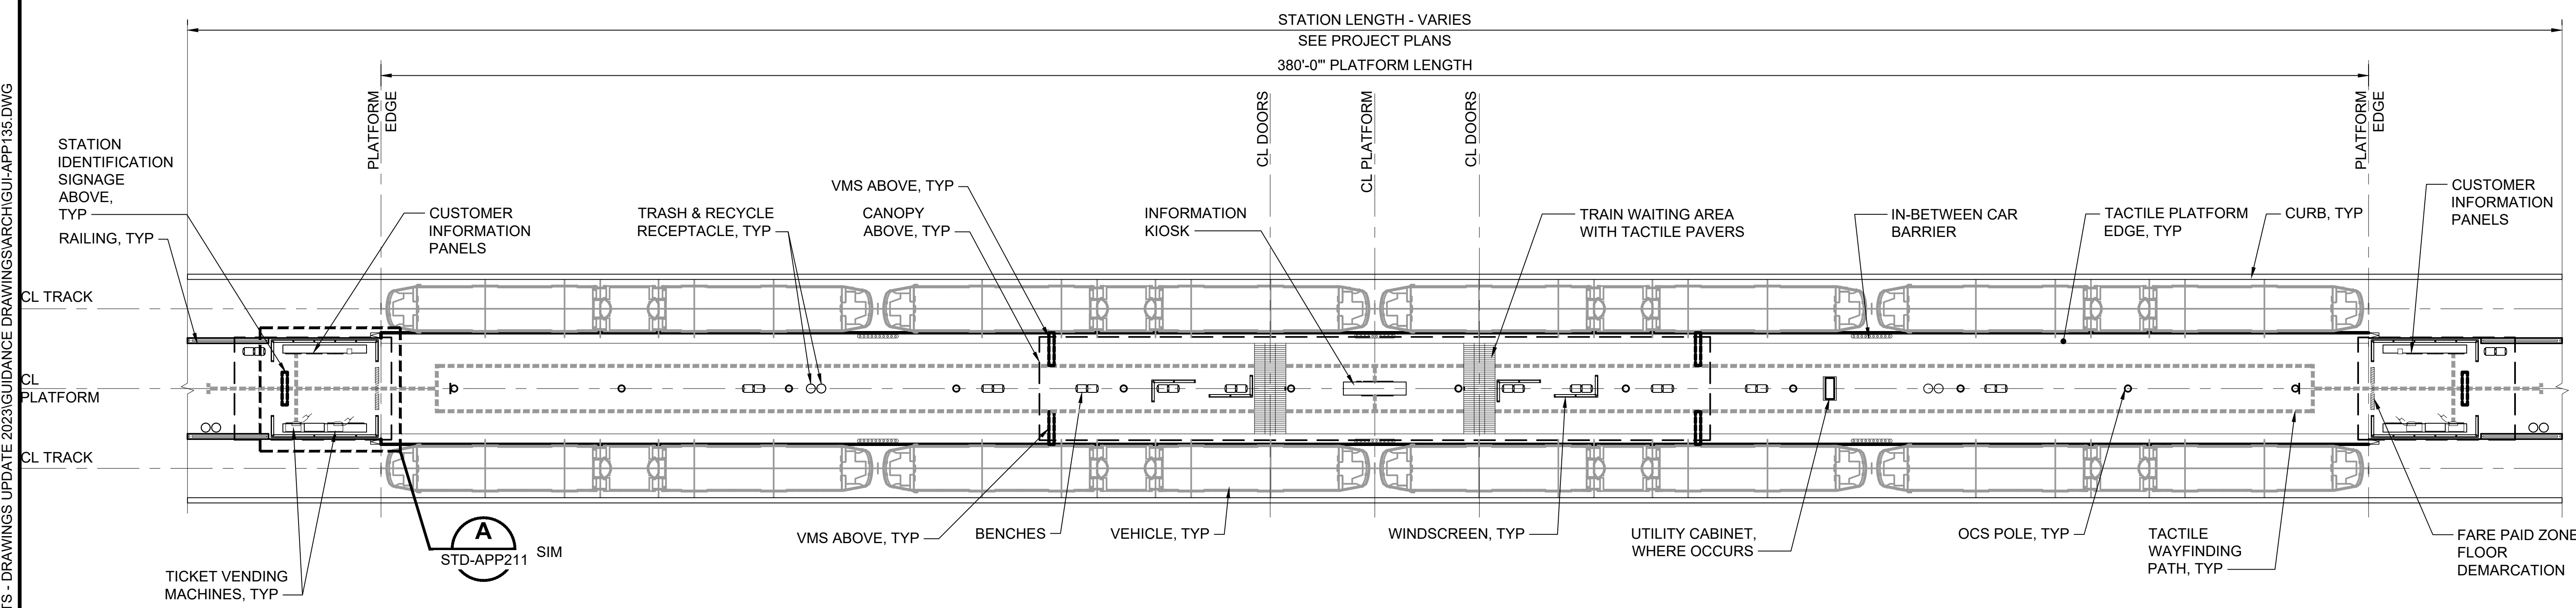 STATION LENGTH - VARIES
SEE PROJECT PLANS
380'-0"' PLATFORM LENGTH
PLATFORM
EDGE
CL DOORS
CL PLATFORM
CL DOORS
PLATFORM
EDGE
STATION
IDENTIFICATION
SIGNAGE
ABOVE,
TYP
RAILING, TYP
CUSTOMER
INFORMATION
PANELS
TRASH & RECYCLE
RECEPTACLE, TYP
VMS ABOVE, TYP
CANOPY
ABOVE, TYP
INFORMATION
KIOSK
TRAIN WAITING AREA
WITH TACTILE PAVERS
IN-BETWEEN CAR
BARRIER
TACTILE PLATFORM
EDGE, TYP
CURB, TYP
CUSTOMER
INFORMATION
PANELS
CL TRACK
CL
PLATFORM
CL TRACK
TICKET VENDING
MACHINES, TYP
A
STD-APP211
SIM
VMS ABOVE, TYP
BENCHES
VEHICLE, TYP
WINDSCREEN, TYP
UTILITY CABINET,
WHERE OCCURS
OCS POLE, TYP
TACTILE
WAYFINDING
PATH, TYP
FARE PAID ZONE
FLOOR
DEMARCATION
TS - DRAWINGS UPDATE 2023\GUIDANCE DRAWINGS\ARCH\GUI-APP135.DWG